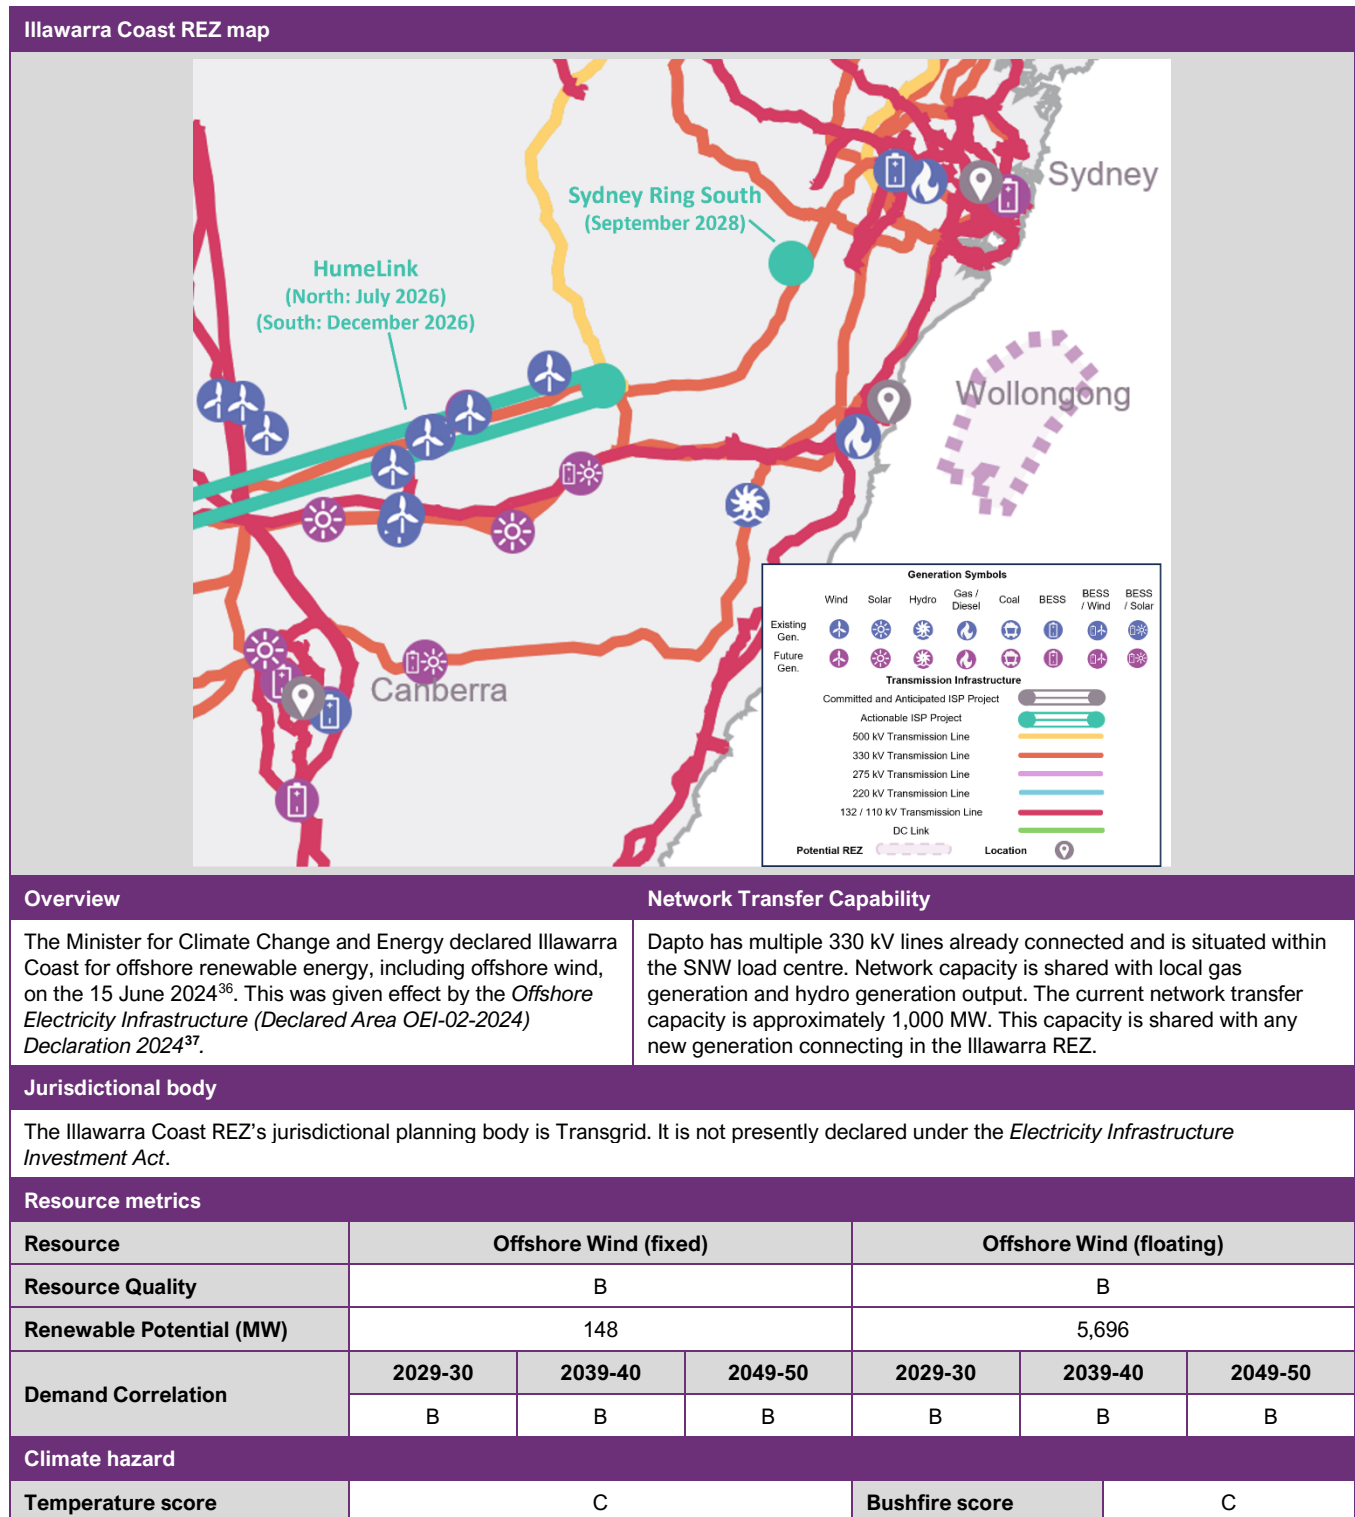 Illawarra Coast REZ map
Sydney
Sydney Ring South
(September 2028)
HumeLink
(North: July 2026)
(South: December 2026)
Wollongong
Canberra
Generation Symbols
Wind Solar Hydro Gas / Diesel Coal BESS BESS / Wind BESS / Solar
Existing Gen.
Future Gen.
Transmission Infrastructure
Committed and Anticipated ISP Project
Actionable ISP Project
500 kV Transmission Line
330 kV Transmission Line
275 kV Transmission Line
220 kV Transmission Line
132 / 110 kV Transmission Line
DC Link
Potential REZ Location
Overview
The Minister for Climate Change and Energy declared Illawarra
Coast for offshore renewable energy, including offshore wind,
on the 15 June 2024³⁶. This was given effect by the Offshore
Electricity Infrastructure (Declared Area OEI-02-2024)
Declaration 2024³⁷.
Network Transfer Capability
Dapto has multiple 330 kV lines already connected and is situated within
the SNW load centre. Network capacity is shared with local gas
generation and hydro generation output. The current network transfer
capacity is approximately 1,000 MW. This capacity is shared with any
new generation connecting in the Illawarra REZ.
Jurisdictional body
The Illawarra Coast REZ's jurisdictional planning body is Transgrid. It is not presently declared under the Electricity Infrastructure
Investment Act.
Resource metrics
Resource Offshore Wind (fixed) Offshore Wind (floating)
Resource Quality B B
Renewable Potential (MW) 148 5,696
Demand Correlation 2029-30 2039-40 2049-50 2029-30 2039-40 2049-50
B B B B B B
Climate hazard
Temperature score C Bushfire score C